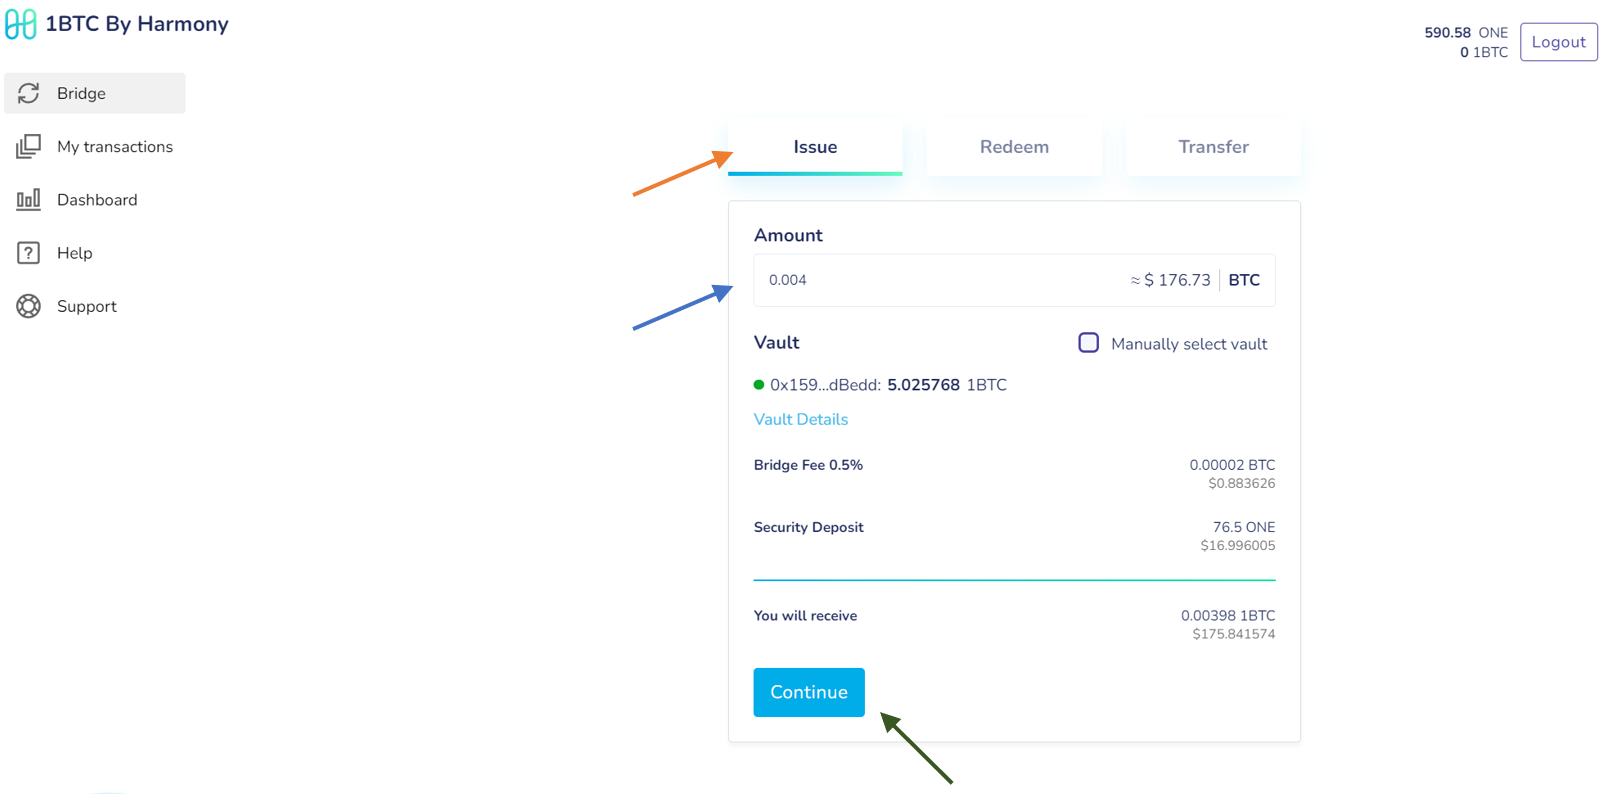 1BTC By Harmony
590.58 ONE
0 1BTC
Logout
Bridge
My transactions
Dashboard
Help
Support
Issue
Redeem
Transfer
Amount
0.004 ≈ $ 176.73 BTC
Vault
Manually select vault
0x159...dBedd: 5.025768 1BTC
Vault Details
Bridge Fee 0.5% 0.00002 BTC
$0.883626
Security Deposit 76.5 ONE
$16.996005
You will receive 0.00398 1BTC
$175.841574
Continue